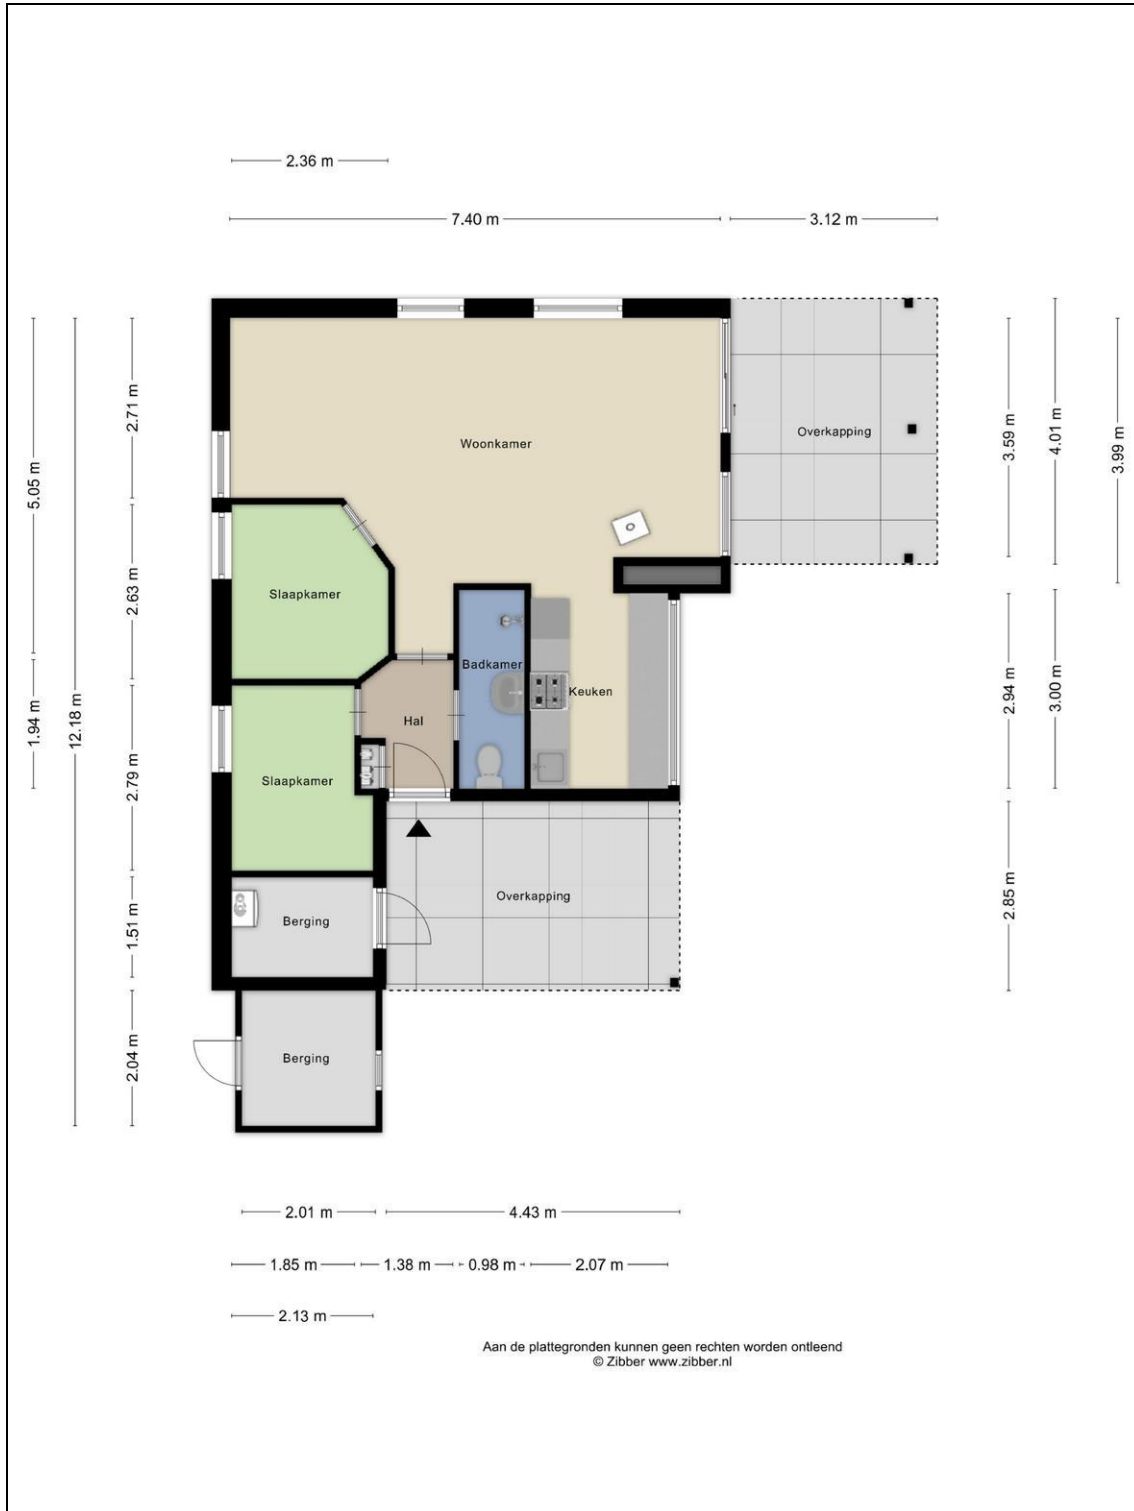 2.36 m
7.40 m
3.12 m
5.05 m
1.94 m
12.18 m
2.71 m
2.63 m
2.79 m
1.51 m
2.04 m
Woonkamer
Overkapping
Slaapkamer
Badkamer
Keuken
Hal
Slaapkamer
Overkapping
Berging
Berging
3.59 m
2.94 m
2.85 m
4.01 m
3.00 m
3.99 m
2.01 m
4.43 m
1.85 m
1.38 m
0.98 m
2.07 m
2.13 m
Aan de plattegronden kunnen geen rechten worden ontleend
© Zibber www.zibber.nl